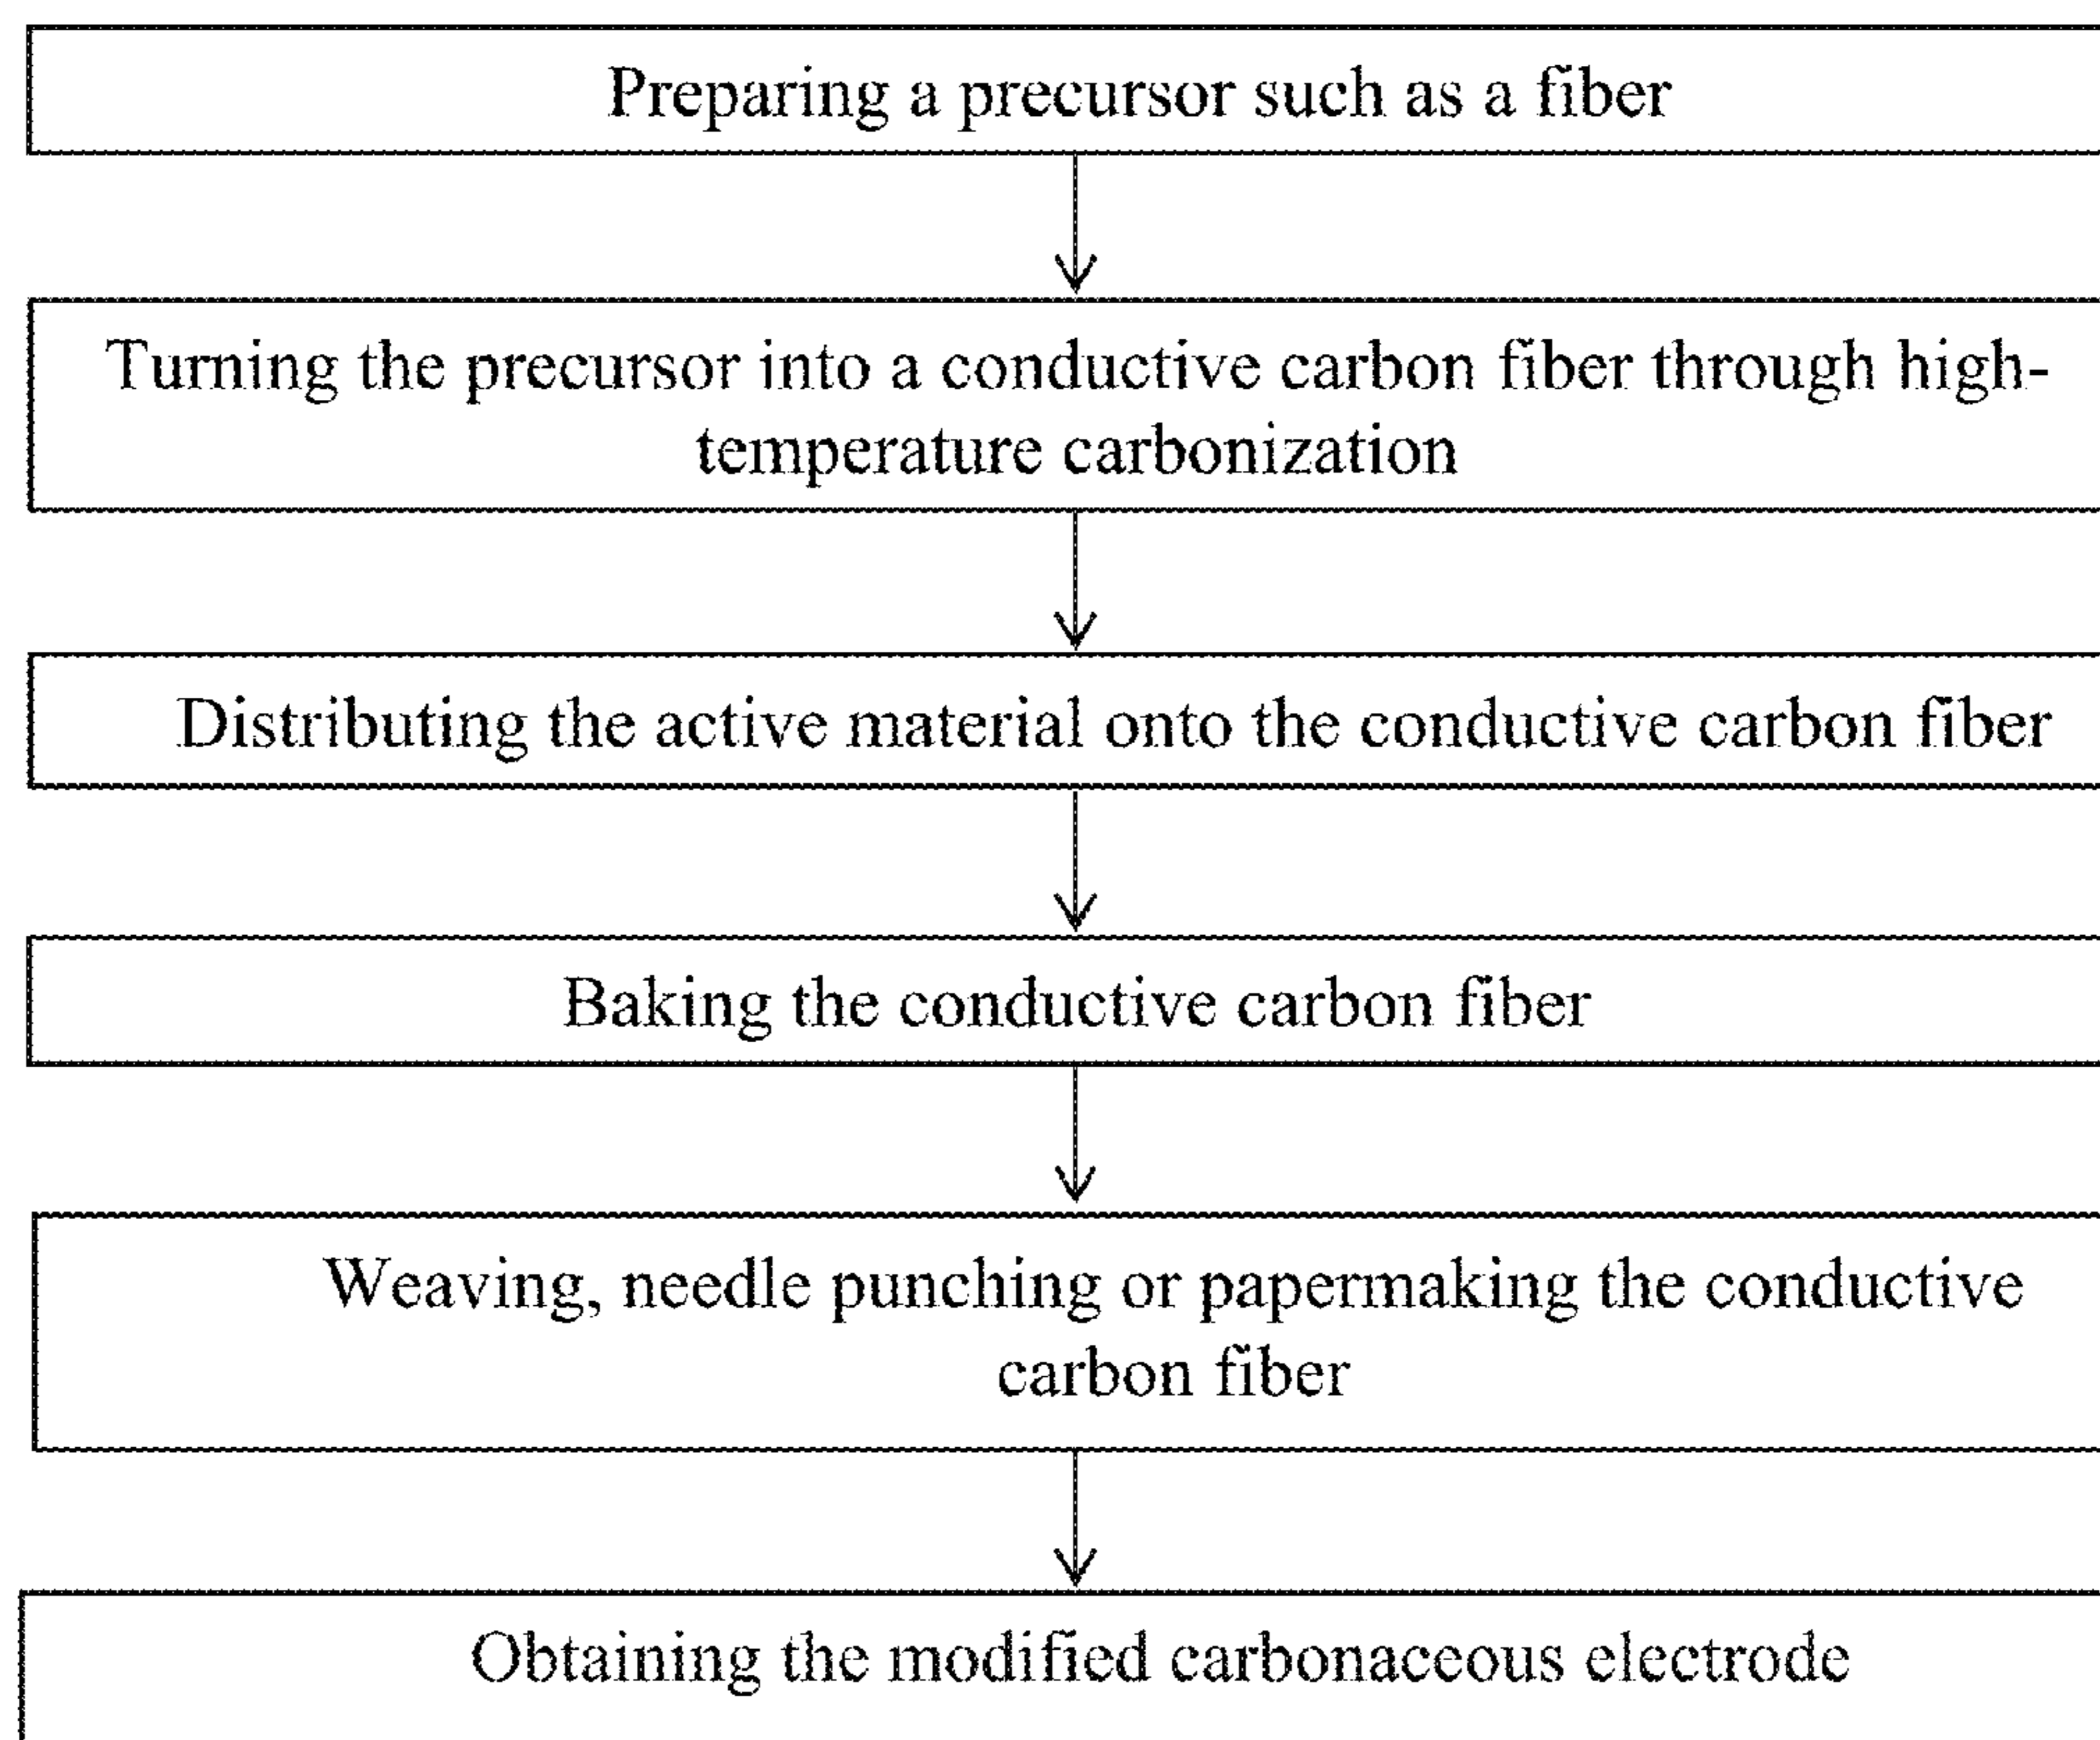 Preparing a precursor such as a fiber
Turning the precursor into a conductive carbon fiber through high-
temperature carbonization
Distributing the active material onto the conductive carbon fiber
Baking the conductive carbon fiber
Weaving, needle punching or papermaking the conductive
carbon fiber
Obtaining the modified carbonaceous electrode